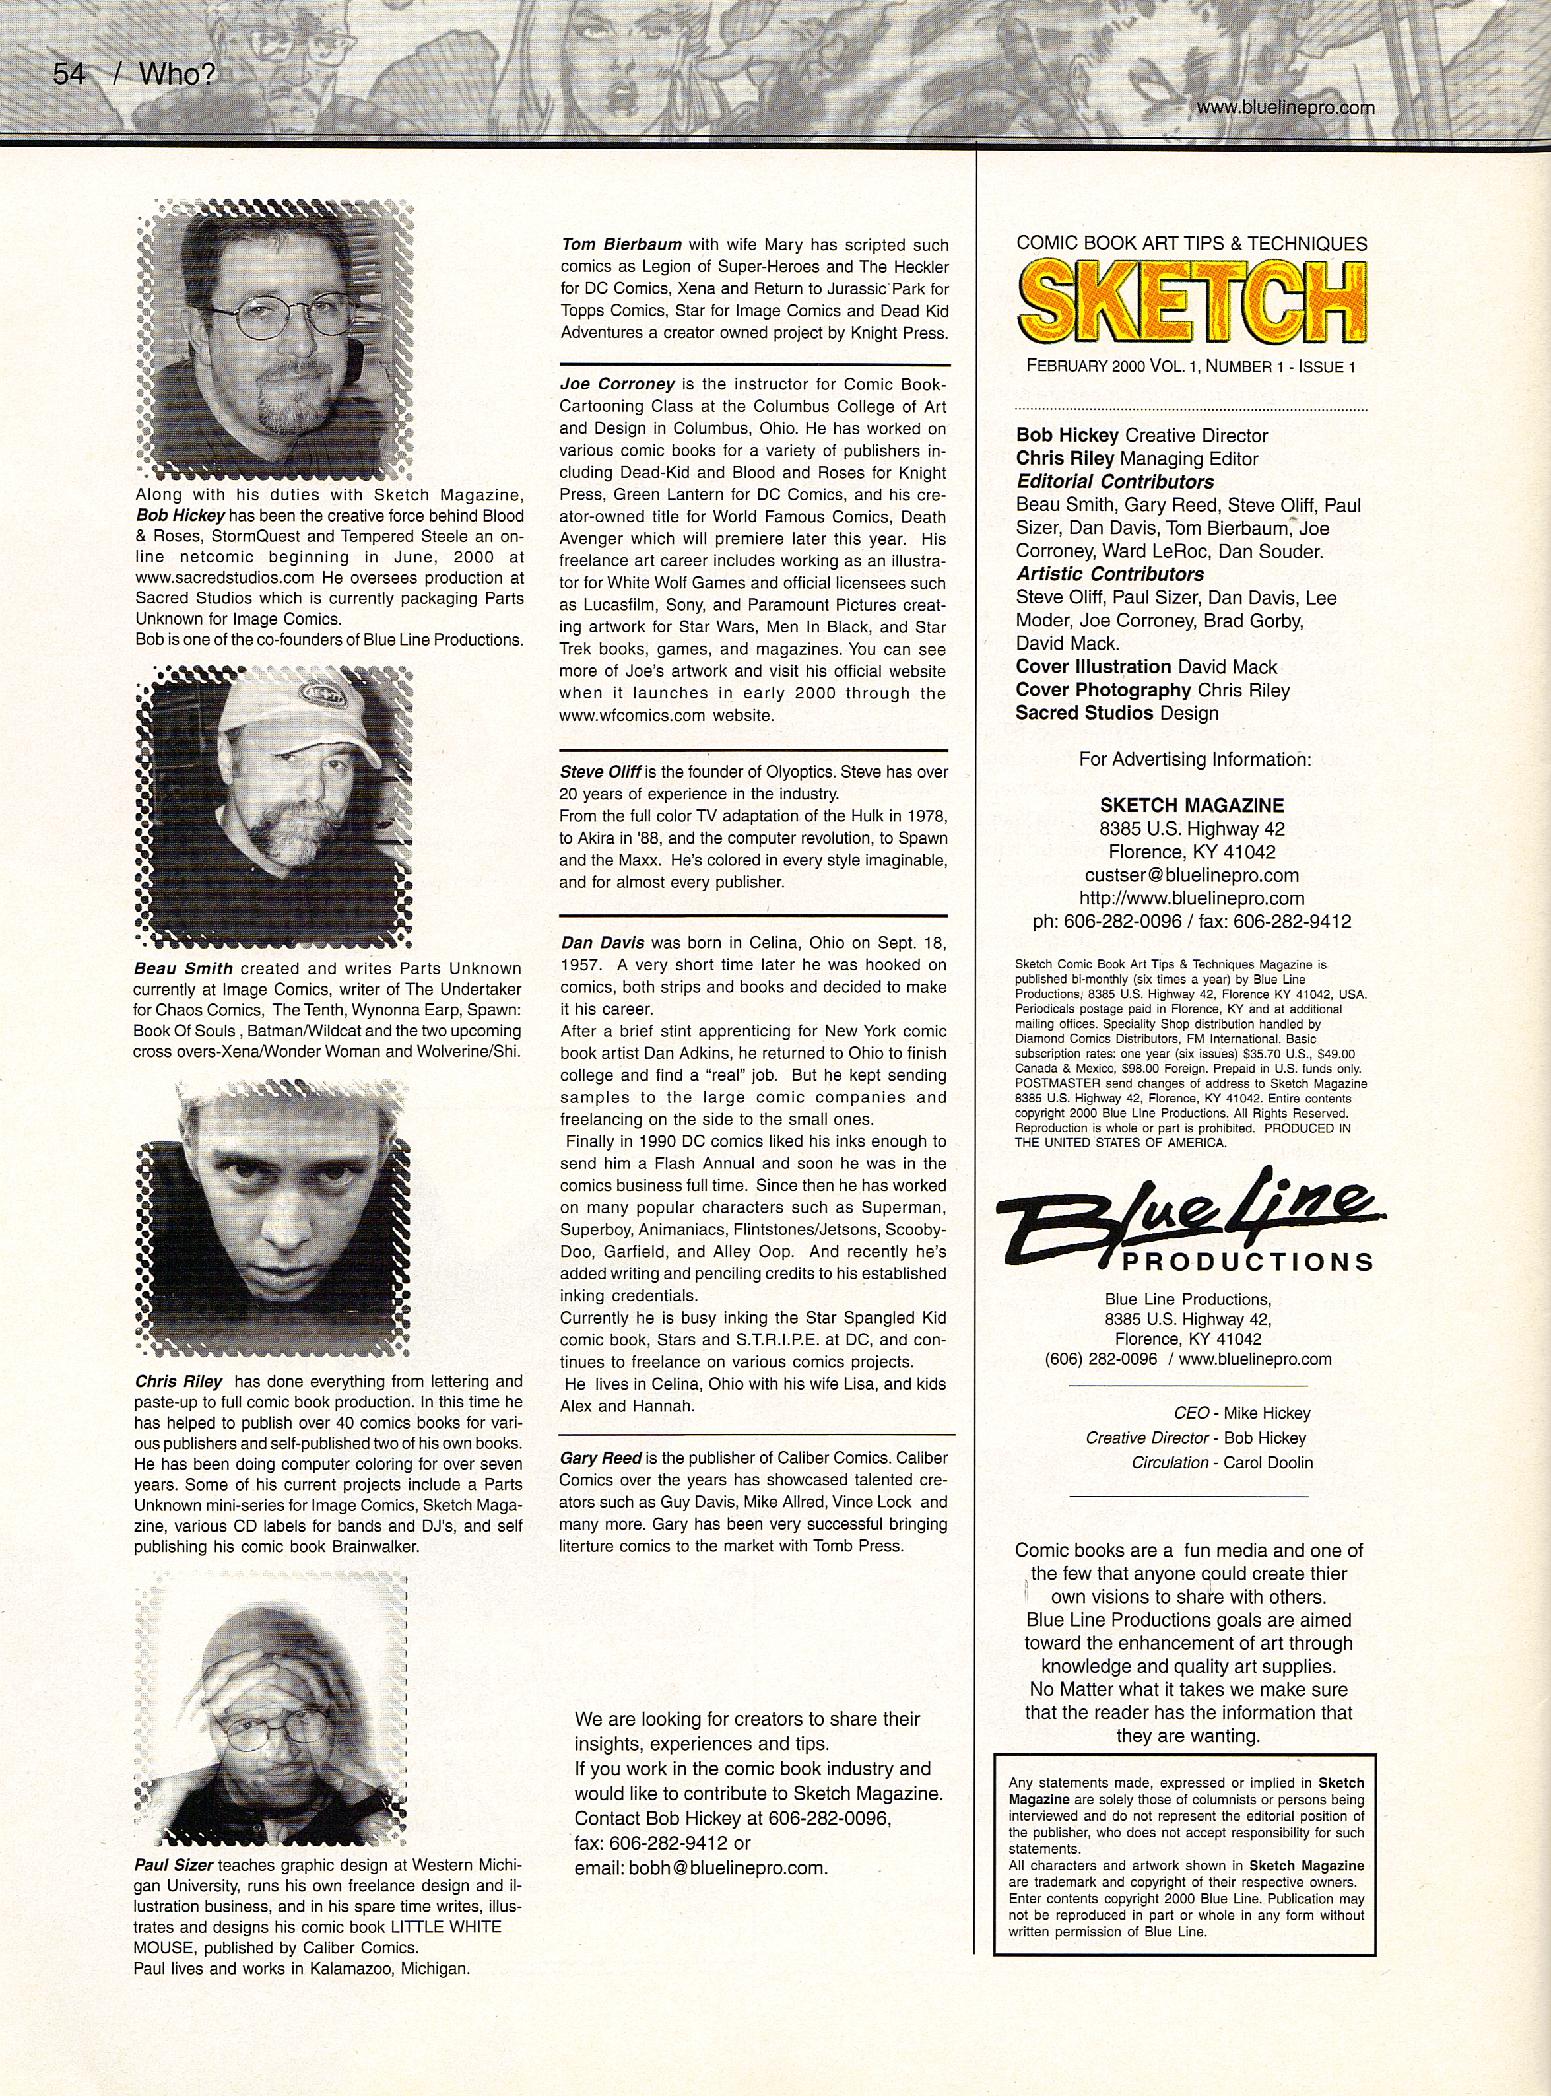 54 / Who?
www.bluelinepro.com
Along with his duties with Sketch Magazine,
Bob Hickey has been the creative force behind Blood
& Roses, StormQuest and Tempered Steele an on-
line netcomic beginning in June, 2000 at
www.sacredstudios.com He oversees production at
Sacred Studios which is currently packaging Parts
Unknown for Image Comics.
Bob is one of the co-founders of Blue Line Productions.
Beau Smith created and writes Parts Unknown
currently at Image Comics, writer of The Undertaker
for Chaos Comics, The Tenth, Wynonna Earp, Spawn:
Book Of Souls , Batman/Wildcat and the two upcoming
cross overs-Xena/Wonder Woman and Wolverine/Shi.
Chris Riley has done everything from lettering and
paste-up to full comic book production. In this time he
has helped to publish over 40 comics books for vari-
ous publishers and self-published two of his own books.
He has been doing computer coloring for over seven
years. Some of his current projects include a Parts
Unknown mini-series for Image Comics, Sketch Maga-
zine, various CD labels for bands and DJ's, and self
publishing his comic book Brainwalker.
Paul Sizer teaches graphic design at Western Michi-
gan University, runs his own freelance design and il-
lustration business, and in his spare time writes, illus-
trates and designs his comic book LITTLE WHITE
MOUSE, published by Caliber Comics.
Paul lives and works in Kalamazoo, Michigan.
Tom Bierbaum with wife Mary has scripted such
comics as Legion of Super-Heroes and The Heckler
for DC Comics, Xena and Return to Jurassic Park for
Topps Comics, Star for Image Comics and Dead Kid
Adventures a creator owned project by Knight Press.
Joe Corroney is the instructor for Comic Book-
Cartooning Class at the Columbus College of Art
and Design in Columbus, Ohio. He has worked on
various comic books for a variety of publishers in-
cluding Dead-Kid and Blood and Roses for Knight
Press, Green Lantern for DC Comics, and his cre-
ator-owned title for World Famous Comics, Death
Avenger which will premiere later this year. His
freelance art career includes working as an illustra-
tor for White Wolf Games and official licensees such
as Lucasfilm, Sony, and Paramount Pictures creat-
ing artwork for Star Wars, Men In Black, and Star
Trek books, games, and magazines. You can see
more of Joe's artwork and visit his official website
when it launches in early 2000 through the
www.wfcomics.com website.
Steve Oliff is the founder of Olyoptics. Steve has over
20 years of experience in the industry.
From the full color TV adaptation of the Hulk in 1978,
to Akira in '88, and the computer revolution, to Spawn
and the Maxx. He's colored in every style imaginable,
and for almost every publisher.
Dan Davis was born in Celina, Ohio on Sept. 18,
1957. A very short time later he was hooked on
comics, both strips and books and decided to make
it his career.
After a brief stint apprenticing for New York comic
book artist Dan Adkins, he returned to Ohio to finish
college and find a “real” job. But he kept sending
samples to the large comic companies and
freelancing on the side to the small ones.
Finally in 1990 DC comics liked his inks enough to
send him a Flash Annual and soon he was in the
comics business full time. Since then he has worked
on many popular characters such as Superman,
Superboy, Animaniacs, Flintstones/Jetsons, Scooby-
Doo, Garfield, and Alley Oop. And recently he's
added writing and penciling credits to his established
inking credentials.
Currently he is busy inking the Star Spangled Kid
comic book, Stars and S.T.R.I.P.E. at DC, and con-
tinues to freelance on various comics projects.
He lives in Celina, Ohio with his wife Lisa, and kids
Alex and Hannah.
Gary Reed is the publisher of Caliber Comics. Caliber
Comics over the years has showcased talented cre-
ators such as Guy Davis, Mike Allred, Vince Lock and
many more. Gary has been very successful bringing
literture comics to the market with Tomb Press.
We are looking for creators to share their
insights, experiences and tips.
If you work in the comic book industry and
would like to contribute to Sketch Magazine.
Contact Bob Hickey at 606-282-0096,
fax: 606-282-9412 or
email: bobh@bluelinepro.com.
COMIC BOOK ART TIPS & TECHNIQUES
SKETCH
FEBRUARY 2000 VOL. 1, NUMBER 1 - ISSUE 1
Bob Hickey Creative Director
Chris Riley Managing Editor
Editorial Contributors
Beau Smith, Gary Reed, Steve Oliff, Paul
Sizer, Dan Davis, Tom Bierbaum, Joe
Corroney, Ward LeRoc, Dan Souder.
Artistic Contributors
Steve Oliff, Paul Sizer, Dan Davis, Lee
Moder, Joe Corroney, Brad Gorby,
David Mack.
Cover Illustration David Mack
Cover Photography Chris Riley
Sacred Studios Design
For Advertising Information:
SKETCH MAGAZINE
8385 U.S. Highway 42
Florence, KY 41042
custser@bluelinepro.com
http://www.bluelinepro.com
ph: 606-282-0096 / fax: 606-282-9412
Sketch Comic Book Art Tips & Techniques Magazine is
published bi-monthly (six times a year) by Blue Line
Productions, 8385 U.S. Highway 42, Florence KY 41042, USA.
Periodicals postage paid in Florence, KY and at additional
mailing offices. Speciality Shop distribution handled by
Diamond Comics Distributors, FM International. Basic
subscription rates: one year (six issues) $35.70 U.S., $49.00
Canada & Mexico, $98.00 Foreign. Prepaid in U.S. funds only.
POSTMASTER send changes of address to Sketch Magazine
8385 U.S. Highway 42, Florence, KY 41042. Entire contents
copyright 2000 Blue Line Productions. All Rights Reserved.
Reproduction is whole or part is prohibited. PRODUCED IN
THE UNITED STATES OF AMERICA.
Blue Line
PRODUCTIONS
Blue Line Productions,
8385 U.S. Highway 42,
Florence, KY 41042
(606) 282-0096 / www.bluelinepro.com
CEO - Mike Hickey
Creative Director - Bob Hickey
Circulation - Carol Doolin
Comic books are a fun media and one of
the few that anyone could create thier
own visions to share with others.
Blue Line Productions goals are aimed
toward the enhancement of art through
knowledge and quality art supplies.
No Matter what it takes we make sure
that the reader has the information that
they are wanting.
Any statements made, expressed or implied in Sketch
Magazine are solely those of columnists or persons being
interviewed and do not represent the editorial position of
the publisher, who does not accept responsibility for such
statements.
All characters and artwork shown in Sketch Magazine
are trademark and copyright of their respective owners.
Enter contents copyright 2000 Blue Line. Publication may
not be reproduced in part or whole in any form without
written permission of Blue Line.